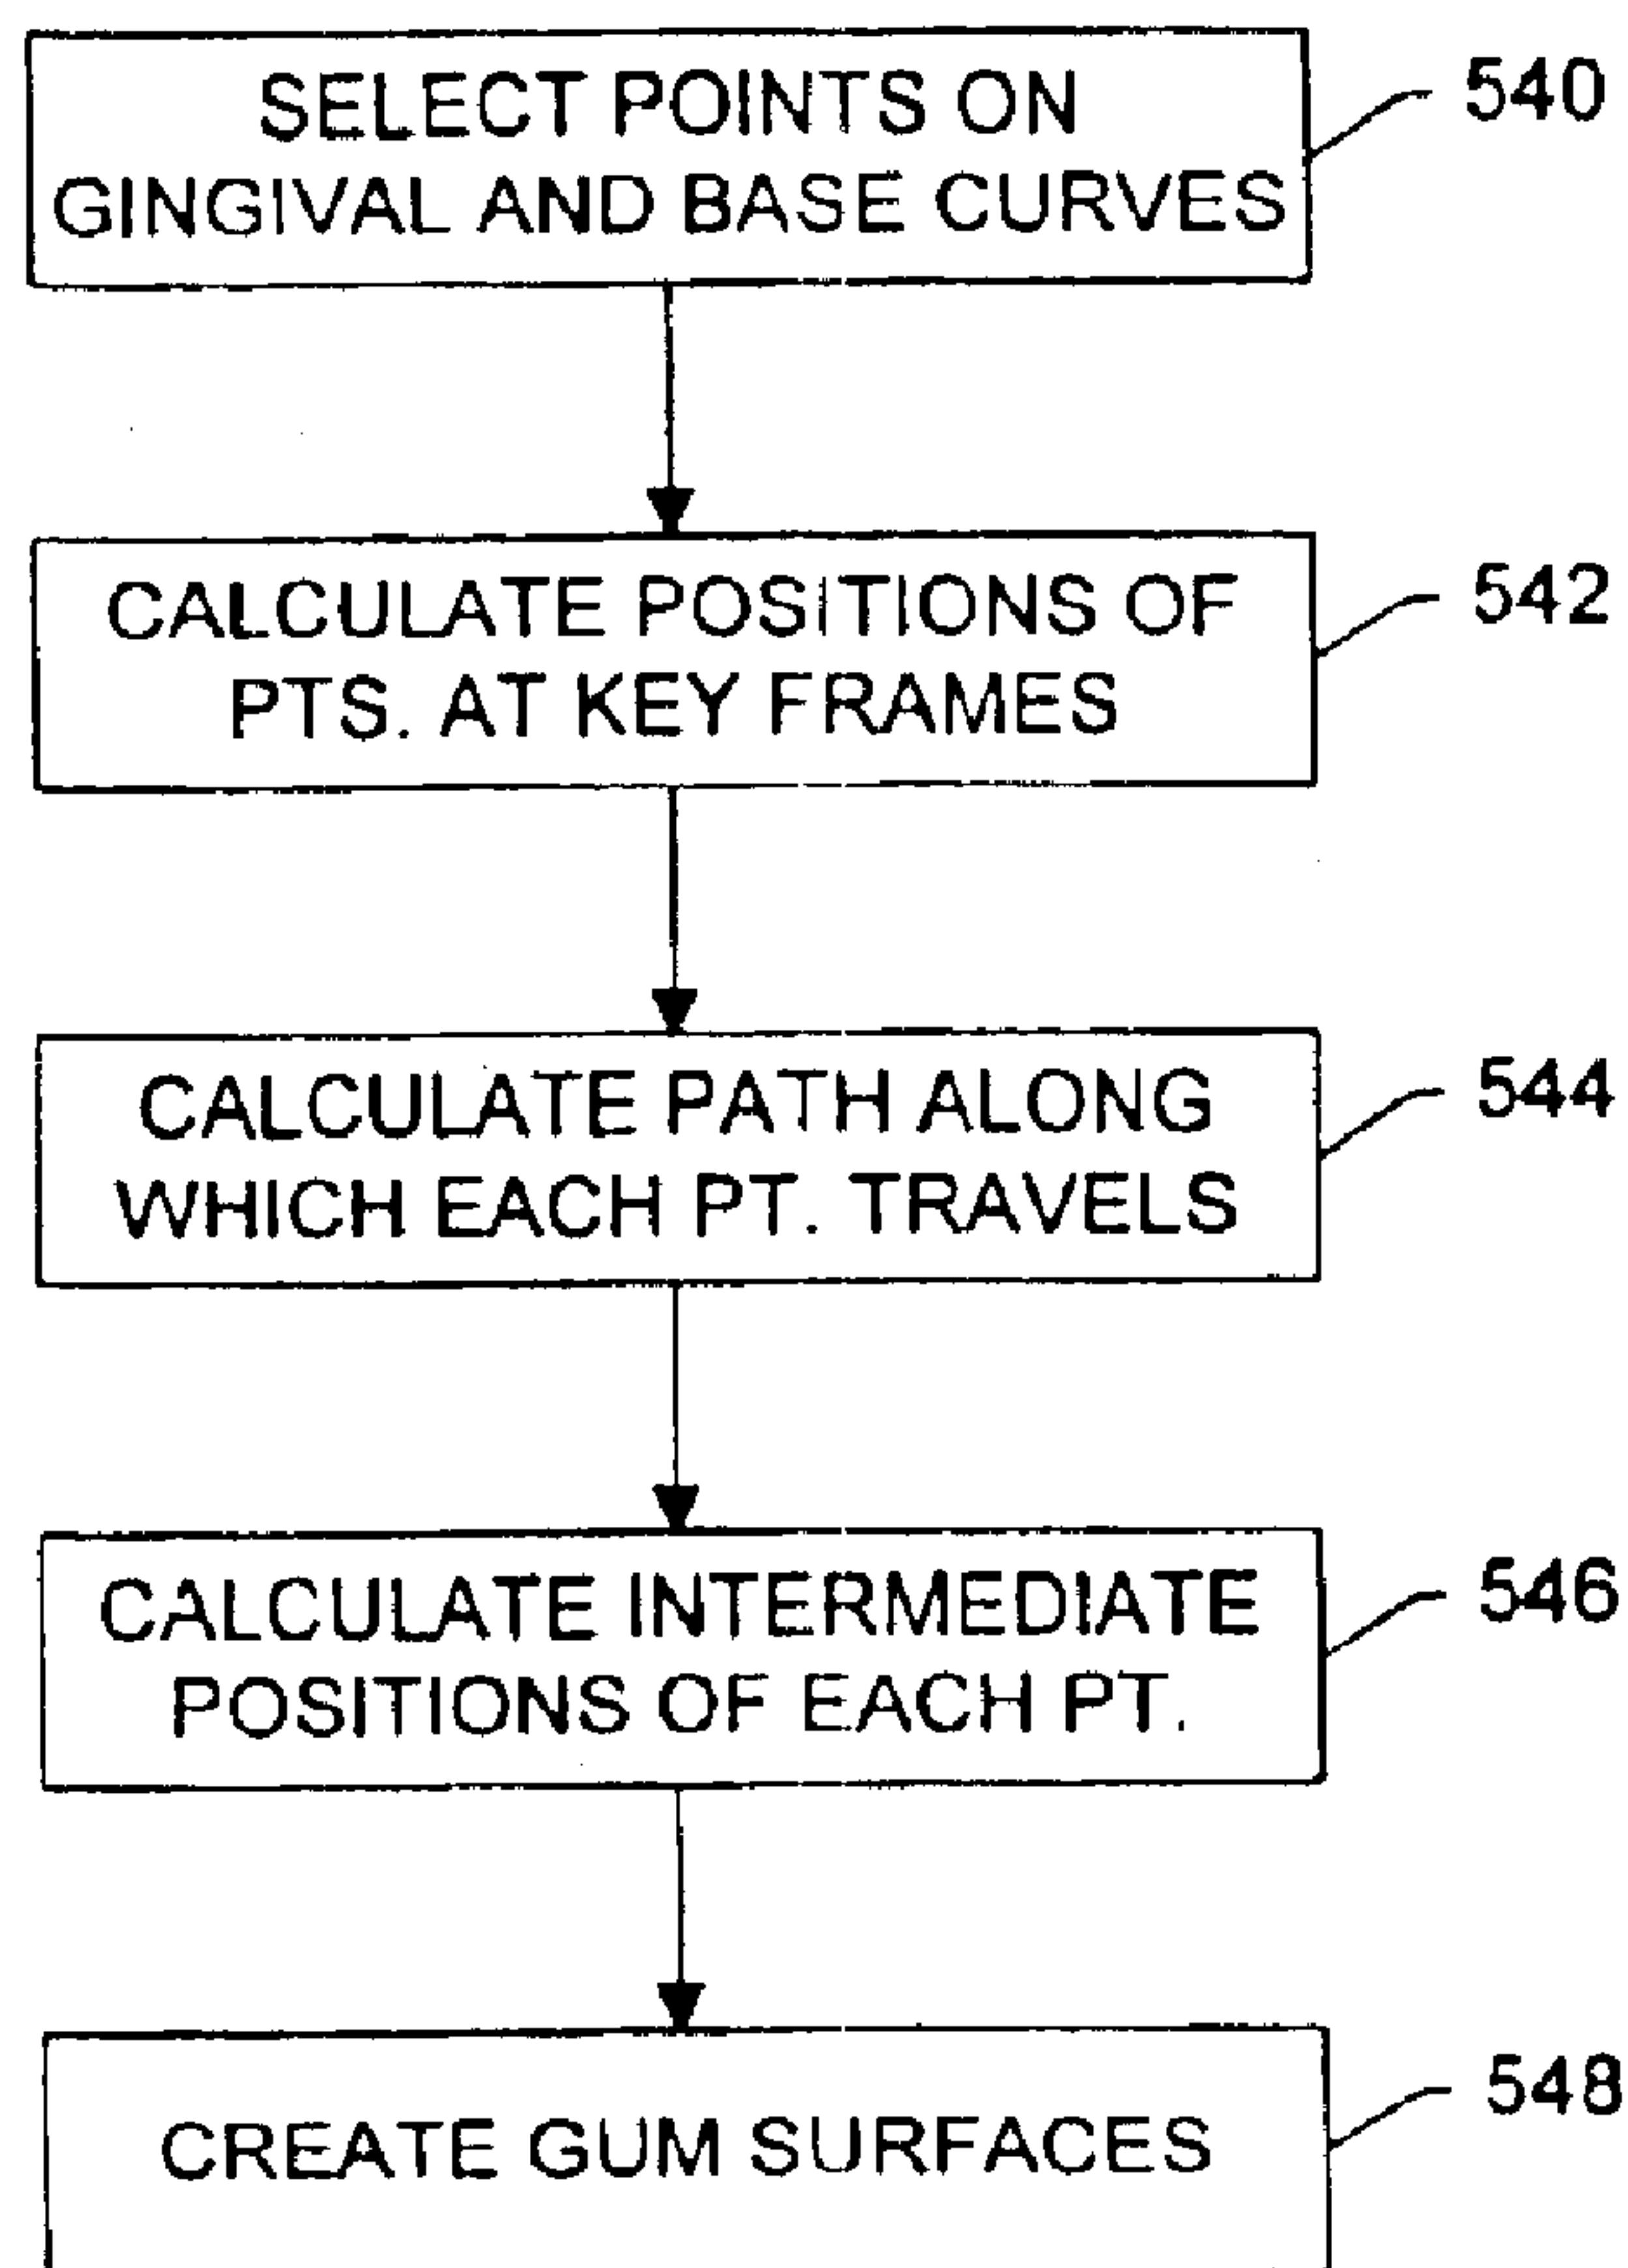 SELECT POINTS ON
GINGIVAL AND BASE CURVES
540
CALCULATE POSITIONS OF
PTS. AT KEY FRAMES
542
CALCULATE PATH ALONG
WHICH EACH PT. TRAVELS
544
CALCULATE INTERMEDIATE
POSITIONS OF EACH PT.
546
CREATE GUM SURFACES
548